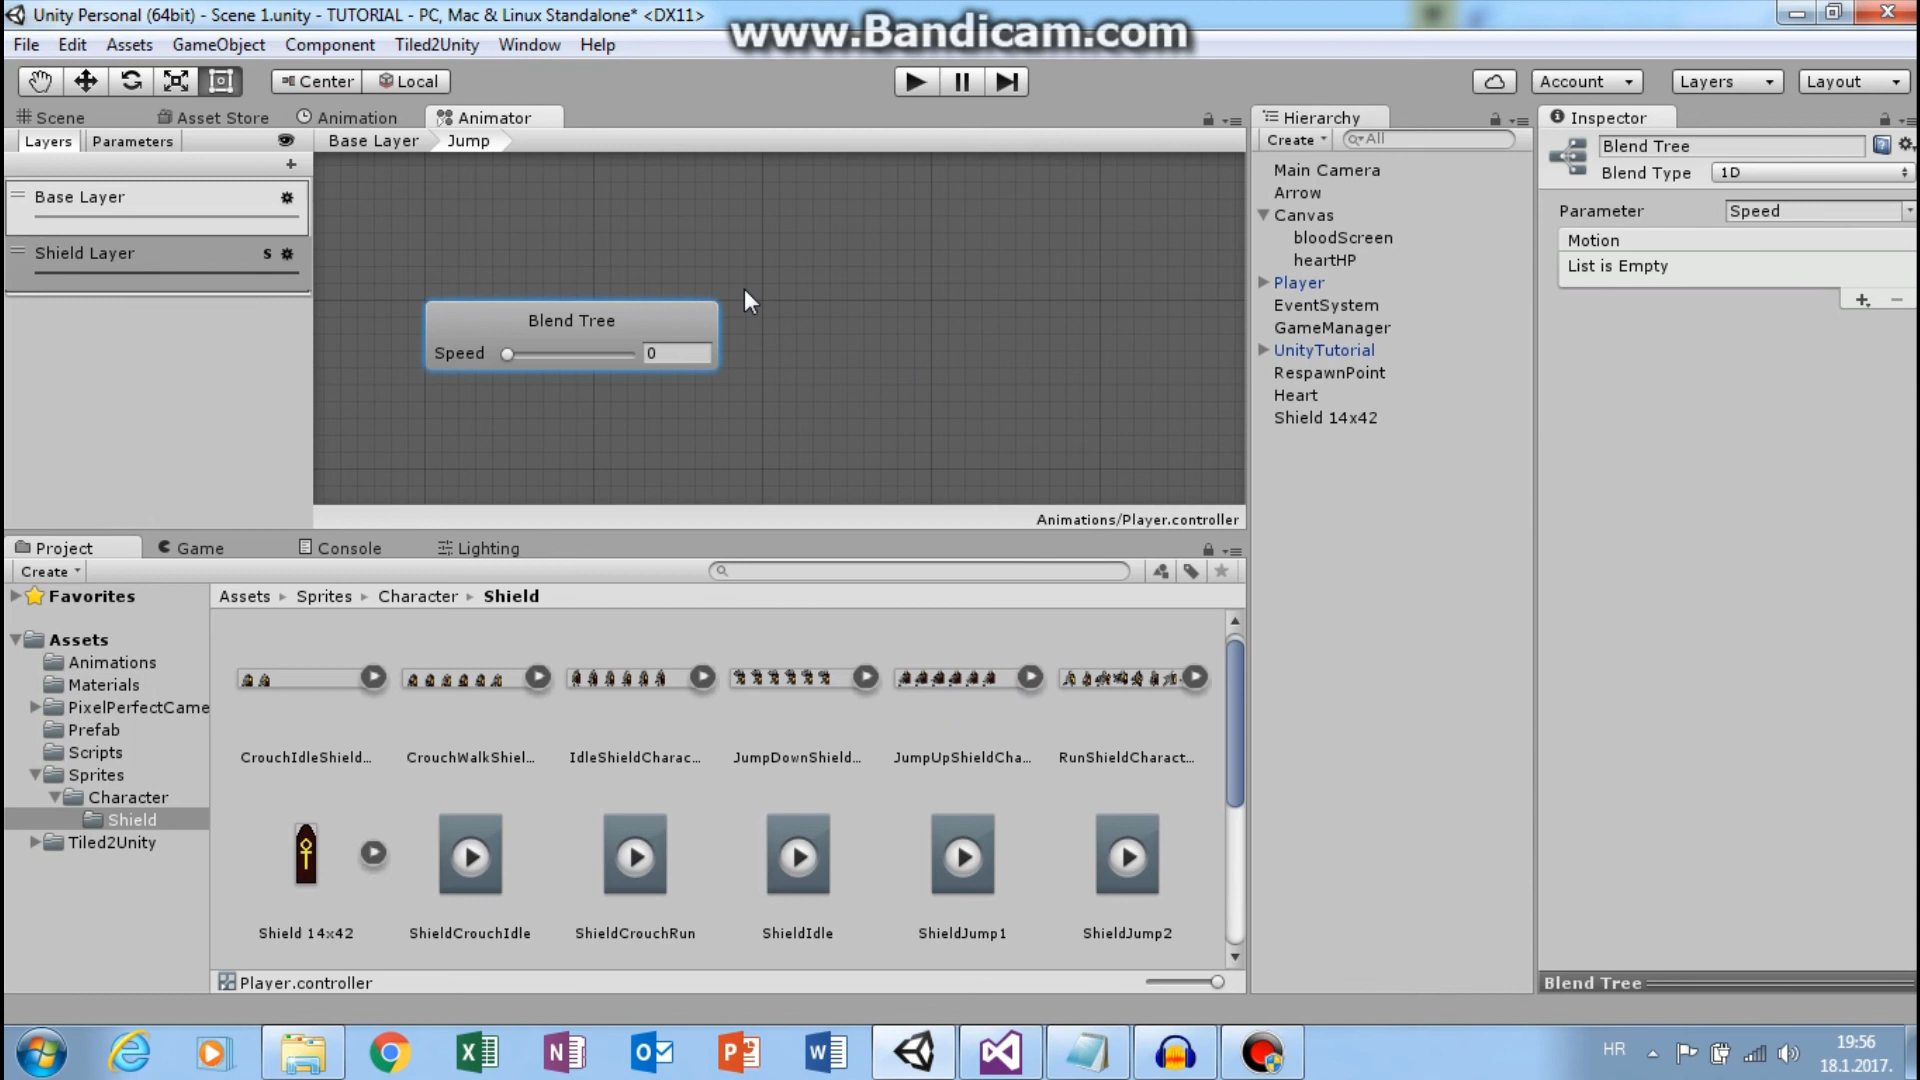 Unity Personal (64bit) - Scene 1.unity - TUTORIAL - PC, Mac & Linux Standalone* <DX11>
www.Bandicam.com
File Edit Assets GameObject Component Tiled2Unity Window Help
Center Local Account Layers Layout
Scene Asset Store Animation Animator
Layers Parameters Base Layer Jump
Base Layer
Shield Layer S
Blend Tree
Speed 0
Animations/Player.controller
Hierarchy
Create All
Main Camera
Arrow
Canvas
bloodScreen
heartHP
Player
EventSystem
GameManager
UnityTutorial
RespawnPoint
Heart
Shield 14x42
Inspector
Blend Tree
Blend Type 1D
Parameter Speed
Motion
List is Empty
Blend Tree
Project Game Console Lighting
Create
Favorites
Assets
Animations
Materials
PixelPerfectCame
Prefab
Scripts
Sprites
Character
Shield
Tiled2Unity
Assets Sprites Character Shield
CrouchIdleShield... CrouchWalkShiel... IdleShieldCharac... JumpDownShield... JumpUpShieldCha... RunShieldCharact...
Shield 14x42 ShieldCrouchIdle ShieldCrouchRun ShieldIdle ShieldJump1 ShieldJump2
Player.controller
HR
19:56
18.1.2017.